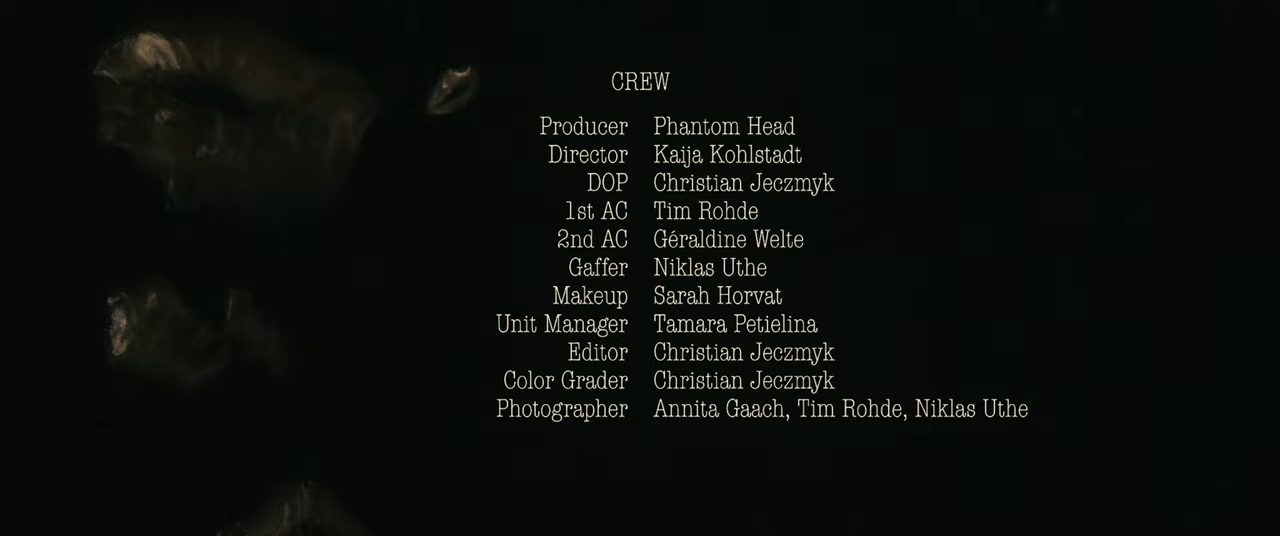 CREW
Producer Phantom Head
Director Kaija Kohlstadt
DOP Christian Jeczmyk
1st AC Tim Rohde
2nd AC Géraldine Welte
Gaffer Niklas Uthe
Makeup Sarah Horvat
Unit Manager Tamara Petielina
Editor Christian Jeczmyk
Color Grader Christian Jeczmyk
Photographer Annita Gaach, Tim Rohde, Niklas Uthe